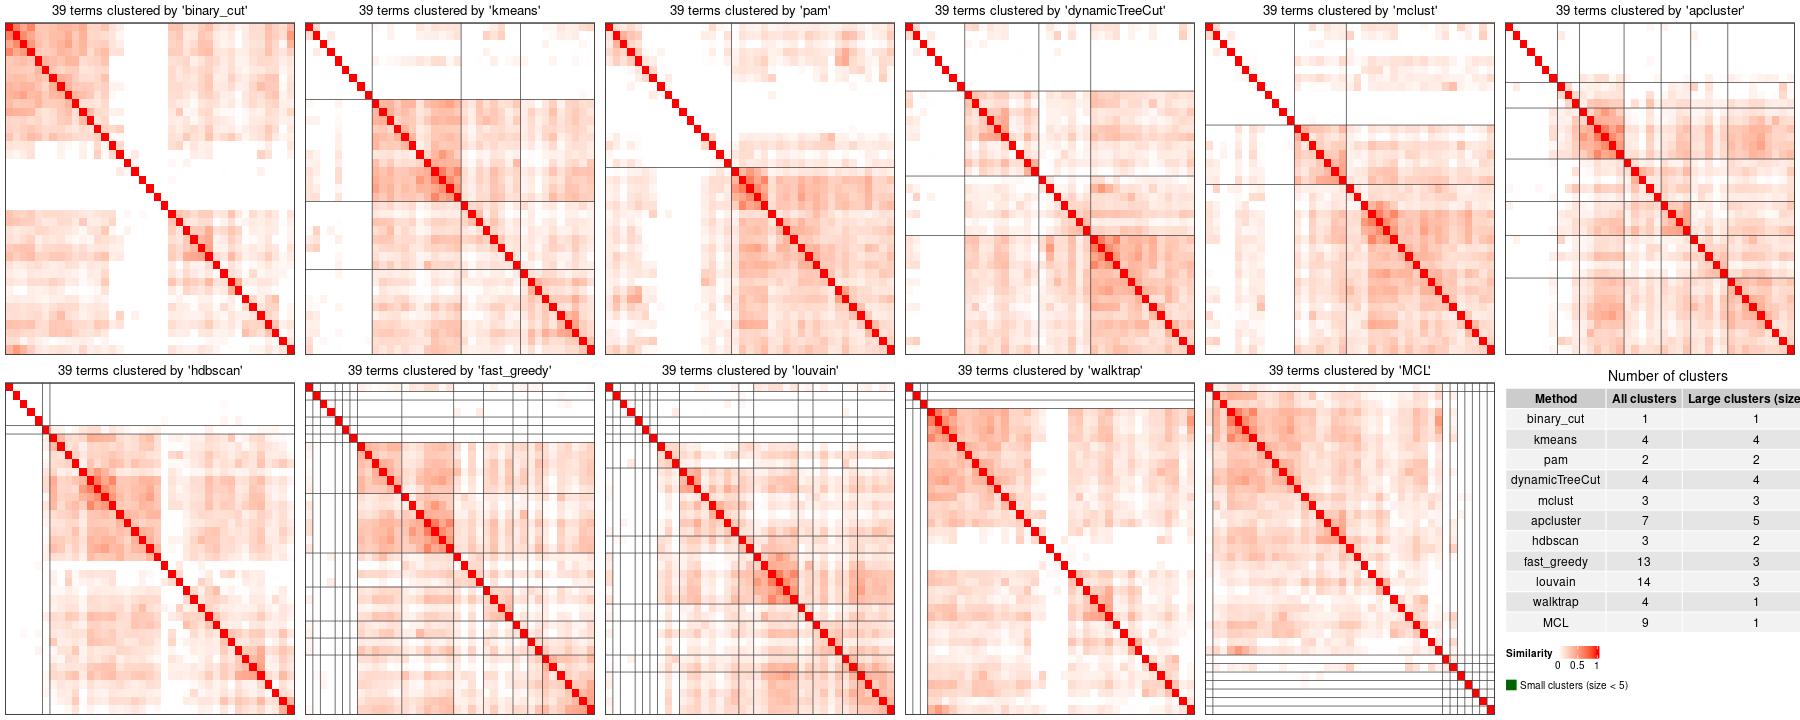 39 terms clustered by 'binary_cut'
39 terms clustered by 'kmeans'
39 terms clustered by 'pam'
39 terms clustered by 'dynamicTreeCut'
39 terms clustered by 'mclust'
39 terms clustered by 'apcluster'
39 terms clustered by 'hdbscan'
39 terms clustered by 'fast_greedy'
39 terms clustered by 'louvain'
39 terms clustered by 'walktrap'
39 terms clustered by 'MCL'
Number of clusters
Method All clusters Large clusters (size
binary_cut 1 1
kmeans 4 4
pam 2 2
dynamicTreeCut 4 4
mclust 3 3
apcluster 7 5
hdbscan 3 2
fast_greedy 13 3
louvain 14 3
walktrap 4 1
MCL 9 1
Similarity
0 0.5 1
Small clusters (size < 5)